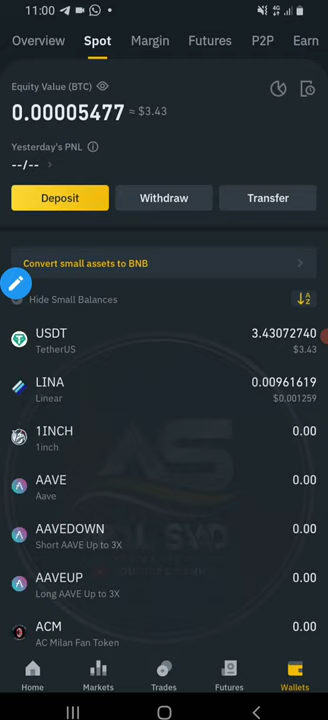 11:00
4G
Overview Spot Margin Futures P2P Earn
Equity Value (BTC)
0.00005477 ≈ $3.43
Yesterday's PNL
--/-- >
Deposit Withdraw Transfer
Convert small assets to BNB >
Hide Small Balances
USDT 3.43072740
TetherUS $3.43
LINA 0.00961619
Linear $0.001259
1INCH 0.00
1inch
AAVE 0.00
Aave
AAVEDOWN 0.00
Short AAVE Up to 3X
AAVEUP 0.00
Long AAVE Up to 3X
ACM 0.00
AC Milan Fan Token
Home Markets Trades Futures Wallets